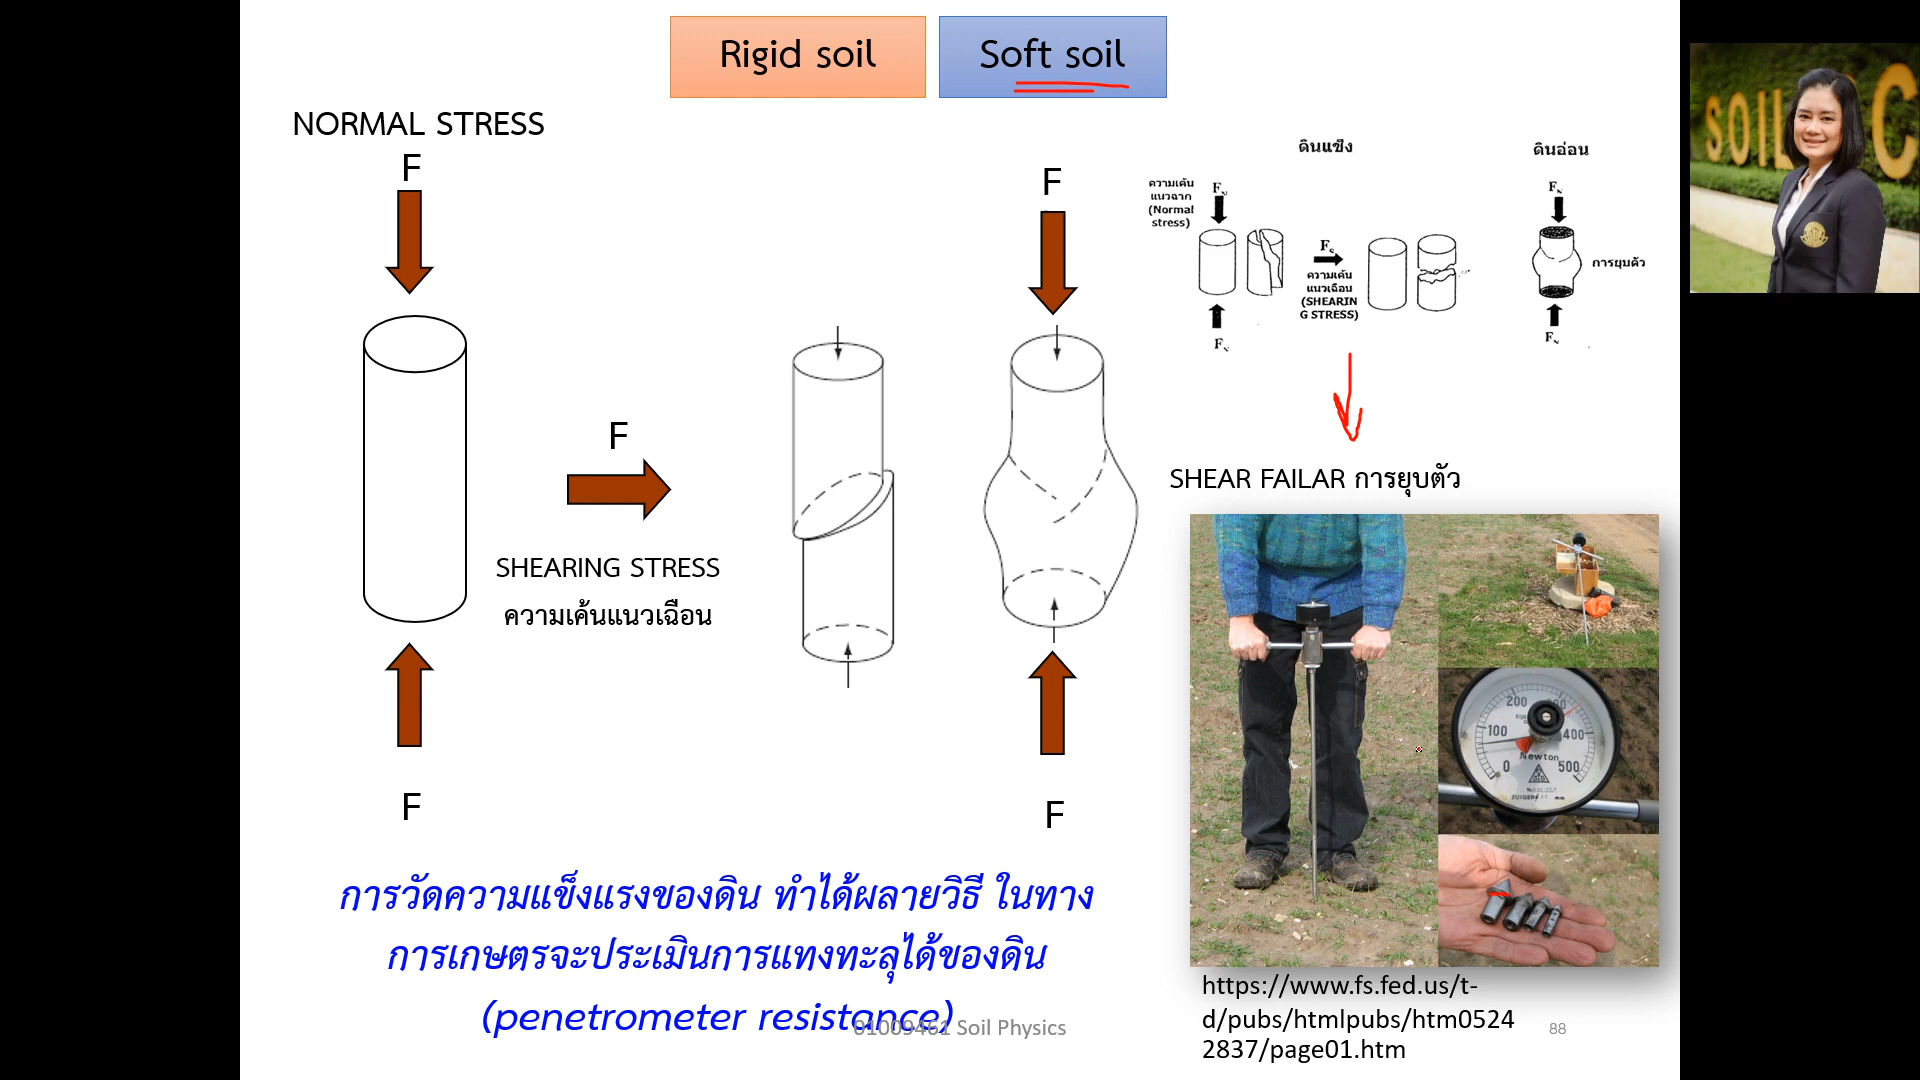 Rigid soil
Soft soil
NORMAL STRESS
F
F
SHEARING STRESS
ความเค้นแนวเฉือน
F
F
F
ดินแข็ง
ดินอ่อน
ความเค้น
แนวฉาก
(Normal
stress)
F
F
F
ความเค้น
แนวเฉือน
(SHEARIN
G STRESS)
F
การยุบตัว
F
SHEAR FAILAR การยุบตัว
200
100
400
0
Newton
500
การวัดความแข็งแรงของดิน ทำได้ผลายวิธี ในทาง
การเกษตรจะประเมินการแทงทะลุได้ของดิน
(penetrometer resistance)
01009461 Soil Physics
https://www.fs.fed.us/t-
d/pubs/htmlpubs/htm0524
2837/page01.htm
88
SOIL
C